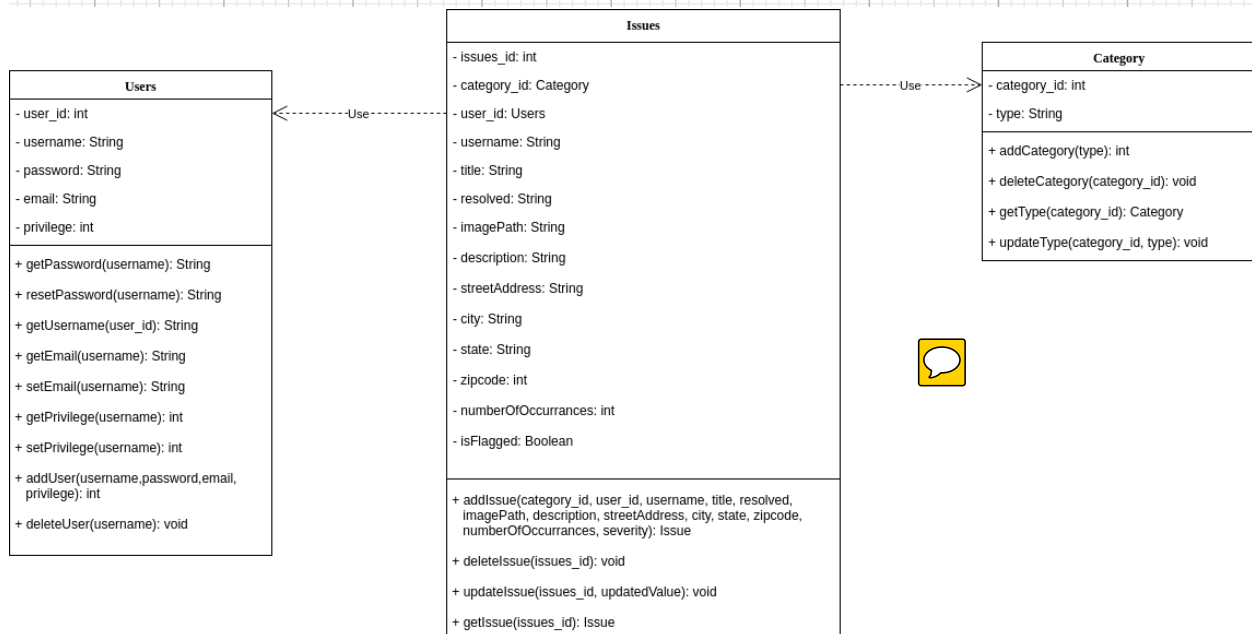 Users
- user_id: int
- username: String
- password: String
- email: String
- privilege: int
+ getPassword(username): String
+ resetPassword(username): String
+ getUsername(user_id): String
+ getEmail(username): String
+ setEmail(username): String
+ getPrivilege(username): int
+ setPrivilege(username): int
+ addUser(username,password,email,
privilege): int
+ deleteUser(username): void
Use
Issues
- issues_id: int
- category_id: Category
- user_id: Users
- username: String
- title: String
- resolved: String
- imagePath: String
- description: String
- streetAddress: String
- city: String
- state: String
- zipcode: int
- numberOfOccurrances: int
- isFlagged: Boolean
+ addIssue(category_id, user_id, username, title, resolved,
imagePath, description, streetAddress, city, state, zipcode,
numberOfOccurrances, severity): Issue
+ deleteIssue(issues_id): void
+ updateIssue(issues_id, updatedValue): void
+ getIssue(issues_id): Issue
Use
Category
- category_id: int
- type: String
+ addCategory(type): int
+ deleteCategory(category_id): void
+ getType(category_id): Category
+ updateType(category_id, type): void